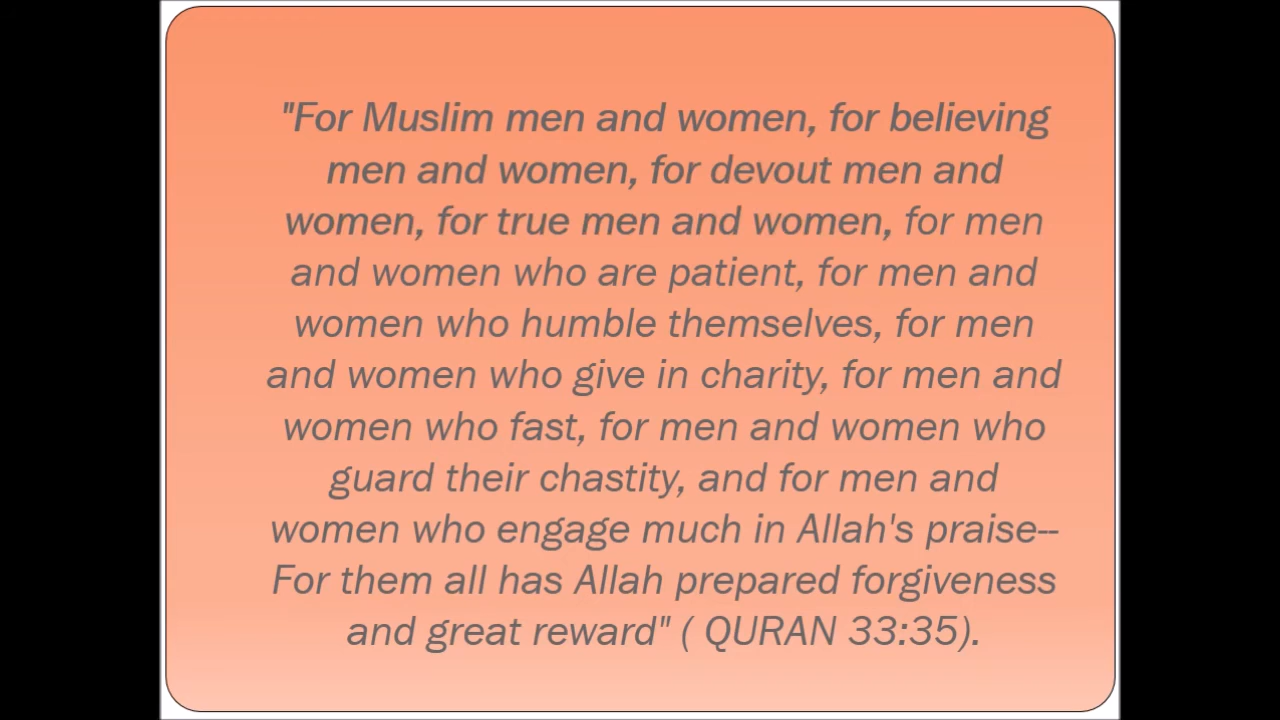 "For Muslim men and women, for believing
men and women, for devout men and
women, for true men and women, for men
and women who are patient, for men and
women who humble themselves, for men
and women who give in charity, for men and
women who fast, for men and women who
guard their chastity, and for men and
women who engage much in Allah's praise--
For them all has Allah prepared forgiveness
and great reward" ( QURAN 33:35).